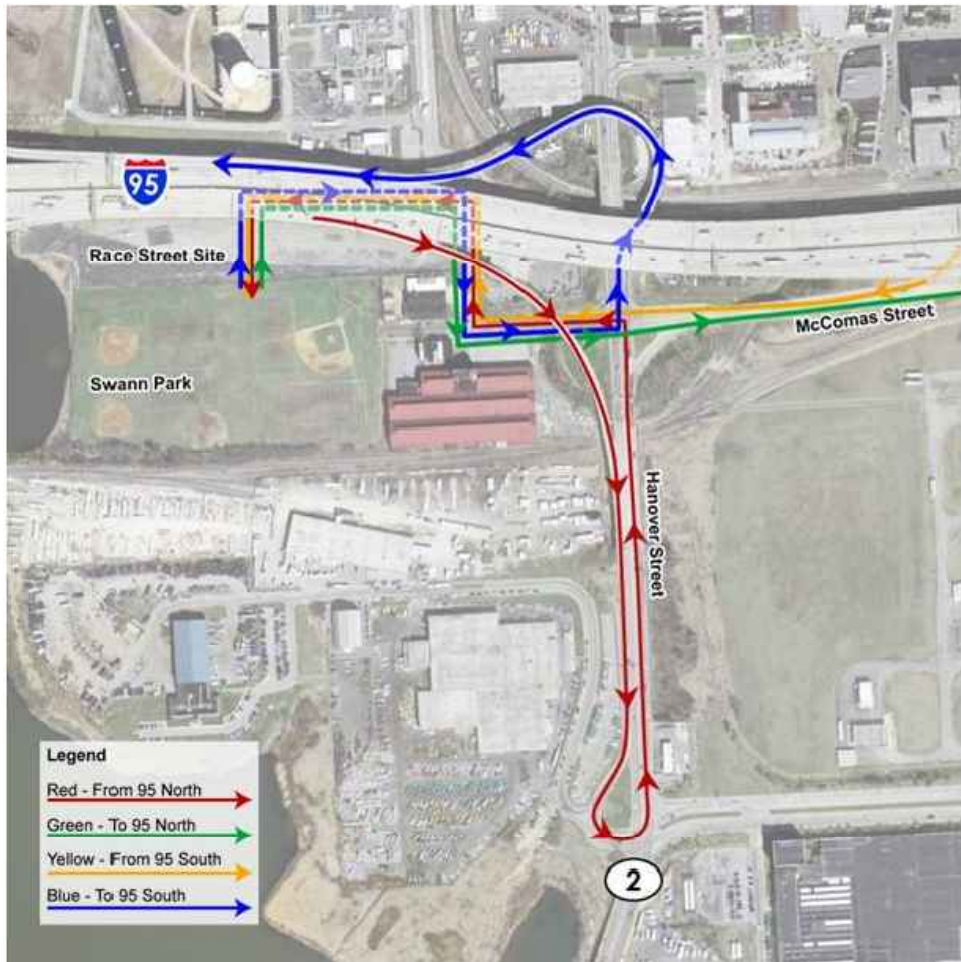 95
Race Street Site
McComas Street
Swann Park
Hanover Street
Legend
Red - From 95 North
Green - To 95 North
Yellow - From 95 South
Blue - To 95 South
2